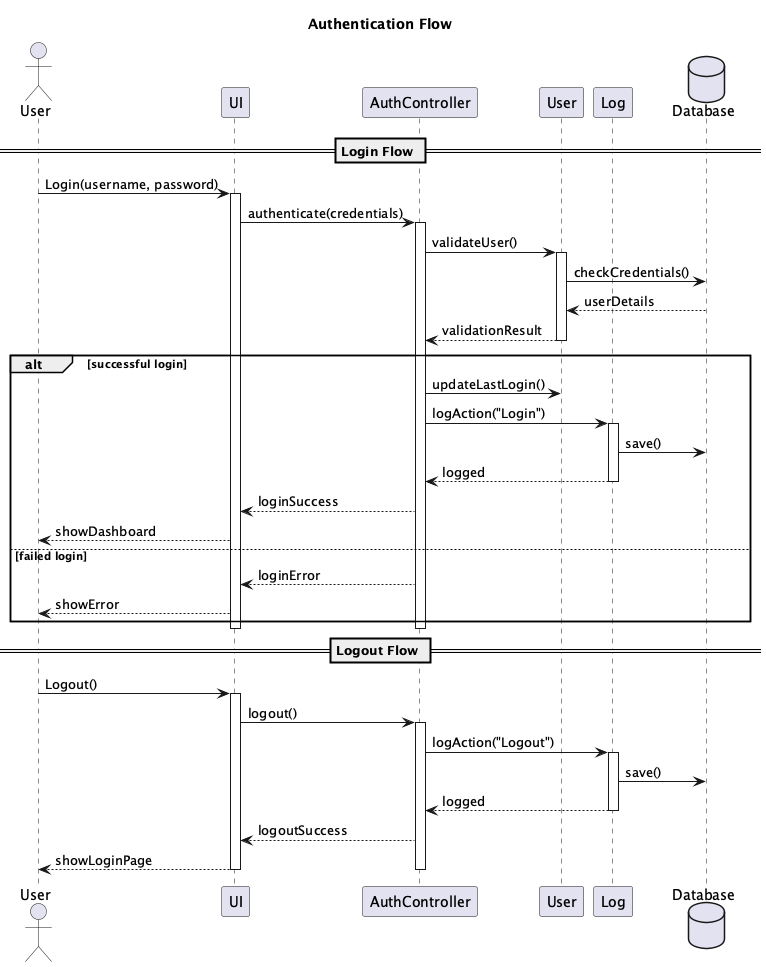 Authentication Flow
User
UI
AuthController
User
Log
Database
Login Flow
Login(username, password)
authenticate(credentials)
validateUser()
checkCredentials()
userDetails
validationResult
alt
[successful login]
updateLastLogin()
logAction("Login")
save()
logged
loginSuccess
showDashboard
[failed login]
loginError
showError
Logout Flow
Logout()
logout()
logAction("Logout")
save()
logged
logoutSuccess
showLoginPage
User
UI
AuthController
User
Log
Database